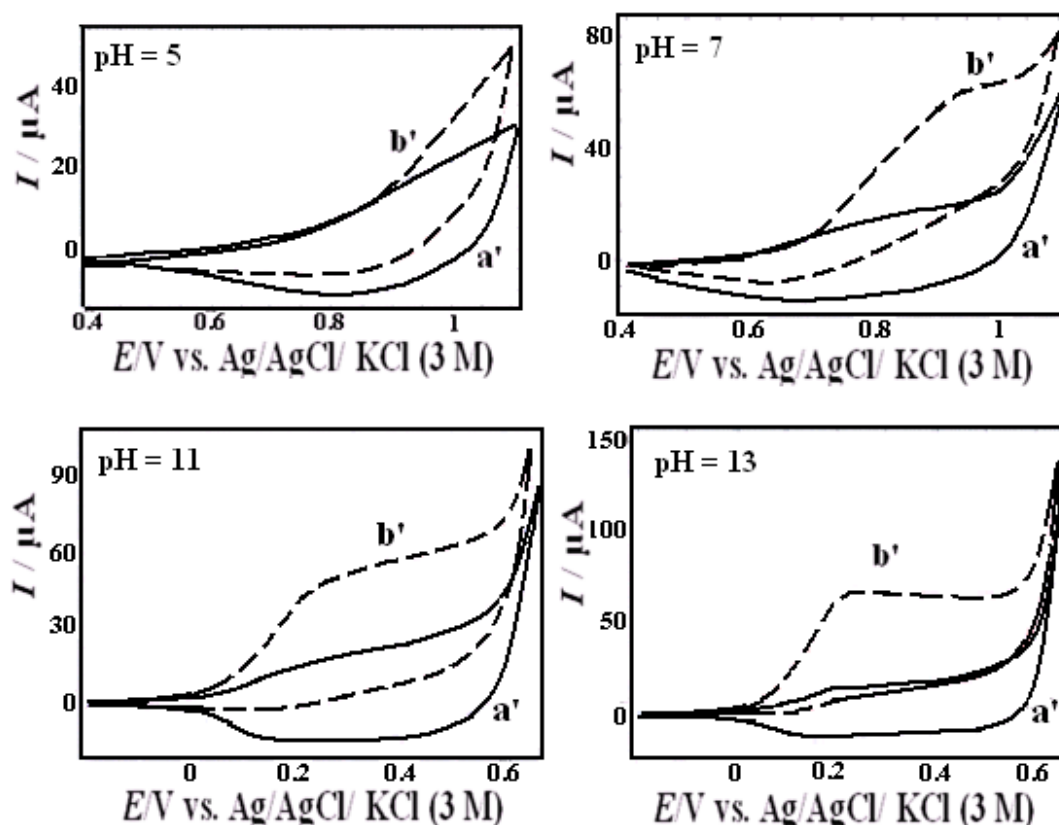 pH = 5
I / µA
40
20
0
b'
a'
0.4 0.6 0.8 1
E/V vs. Ag/AgCl/ KCl (3 M)
pH = 7
I / µA
80
40
0
b'
a'
0.4 0.6 0.8 1
E/V vs. Ag/AgCl/ KCl (3 M)
pH = 11
I / µA
90
60
30
0
b'
a'
0 0.2 0.4 0.6
E/V vs. Ag/AgCl/ KCl (3 M)
pH = 13
I / µA
150
100
50
0
b'
a'
0 0.2 0.4 0.6
E/V vs. Ag/AgCl/ KCl (3 M)